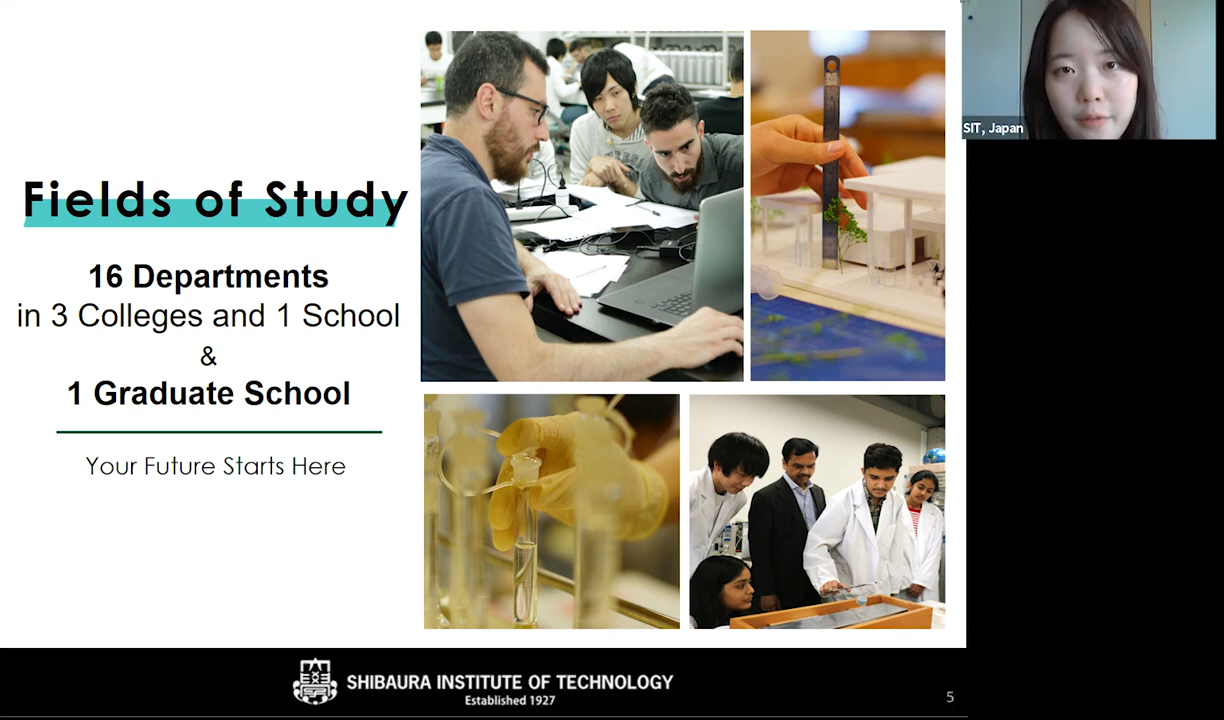 Fields of Study
16 Departments
in 3 Colleges and 1 School
&
1 Graduate School
Your Future Starts Here
SIT, Japan
SHIBAURA INSTITUTE OF TECHNOLOGY
Established 1927
5